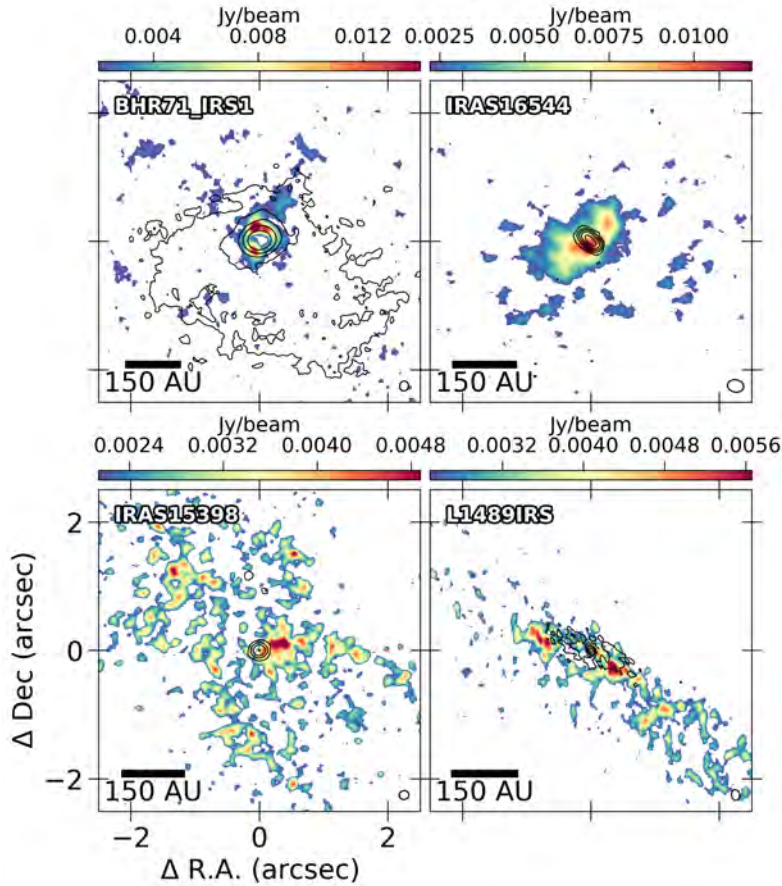 Jy/beam Jy/beam
0.004 0.008 0.012 0.0025 0.0050 0.0075 0.0100
BHR71_IRS1 IRAS16544
150 AU 150 AU
Jy/beam Jy/beam
0.0024 0.0032 0.0040 0.0048 0.0032 0.0040 0.0048 0.0056
IRAS15398 L1489IRS
2
0
−2
Δ Dec (arcsec)
150 AU 150 AU
−2 0 2
Δ R.A. (arcsec)